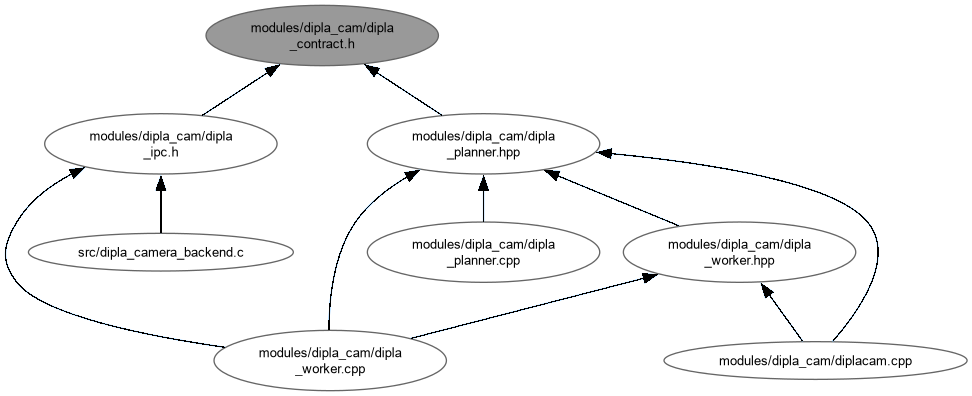 modules/dipla_cam/dipla
_contract.h
modules/dipla_cam/dipla
_ipc.h
modules/dipla_cam/dipla
_planner.hpp
src/dipla_camera_backend.c
modules/dipla_cam/dipla
_planner.cpp
modules/dipla_cam/dipla
_worker.hpp
modules/dipla_cam/dipla
_worker.cpp
modules/dipla_cam/diplacam.cpp